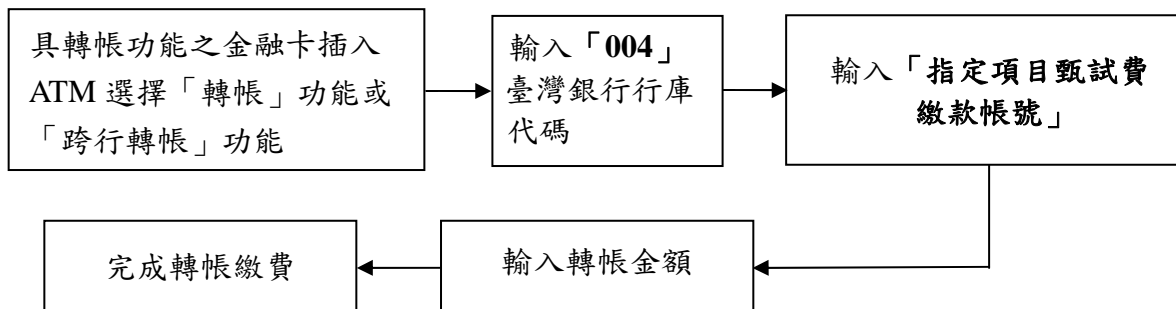 具轉帳功能之金融卡插入
ATM 選擇「轉帳」功能或
「跨行轉帳」功能
輸入「004」
臺灣銀行行庫
代碼
輸入「指定項目甄試費
繳款帳號」
輸入轉帳金額
完成轉帳繳費